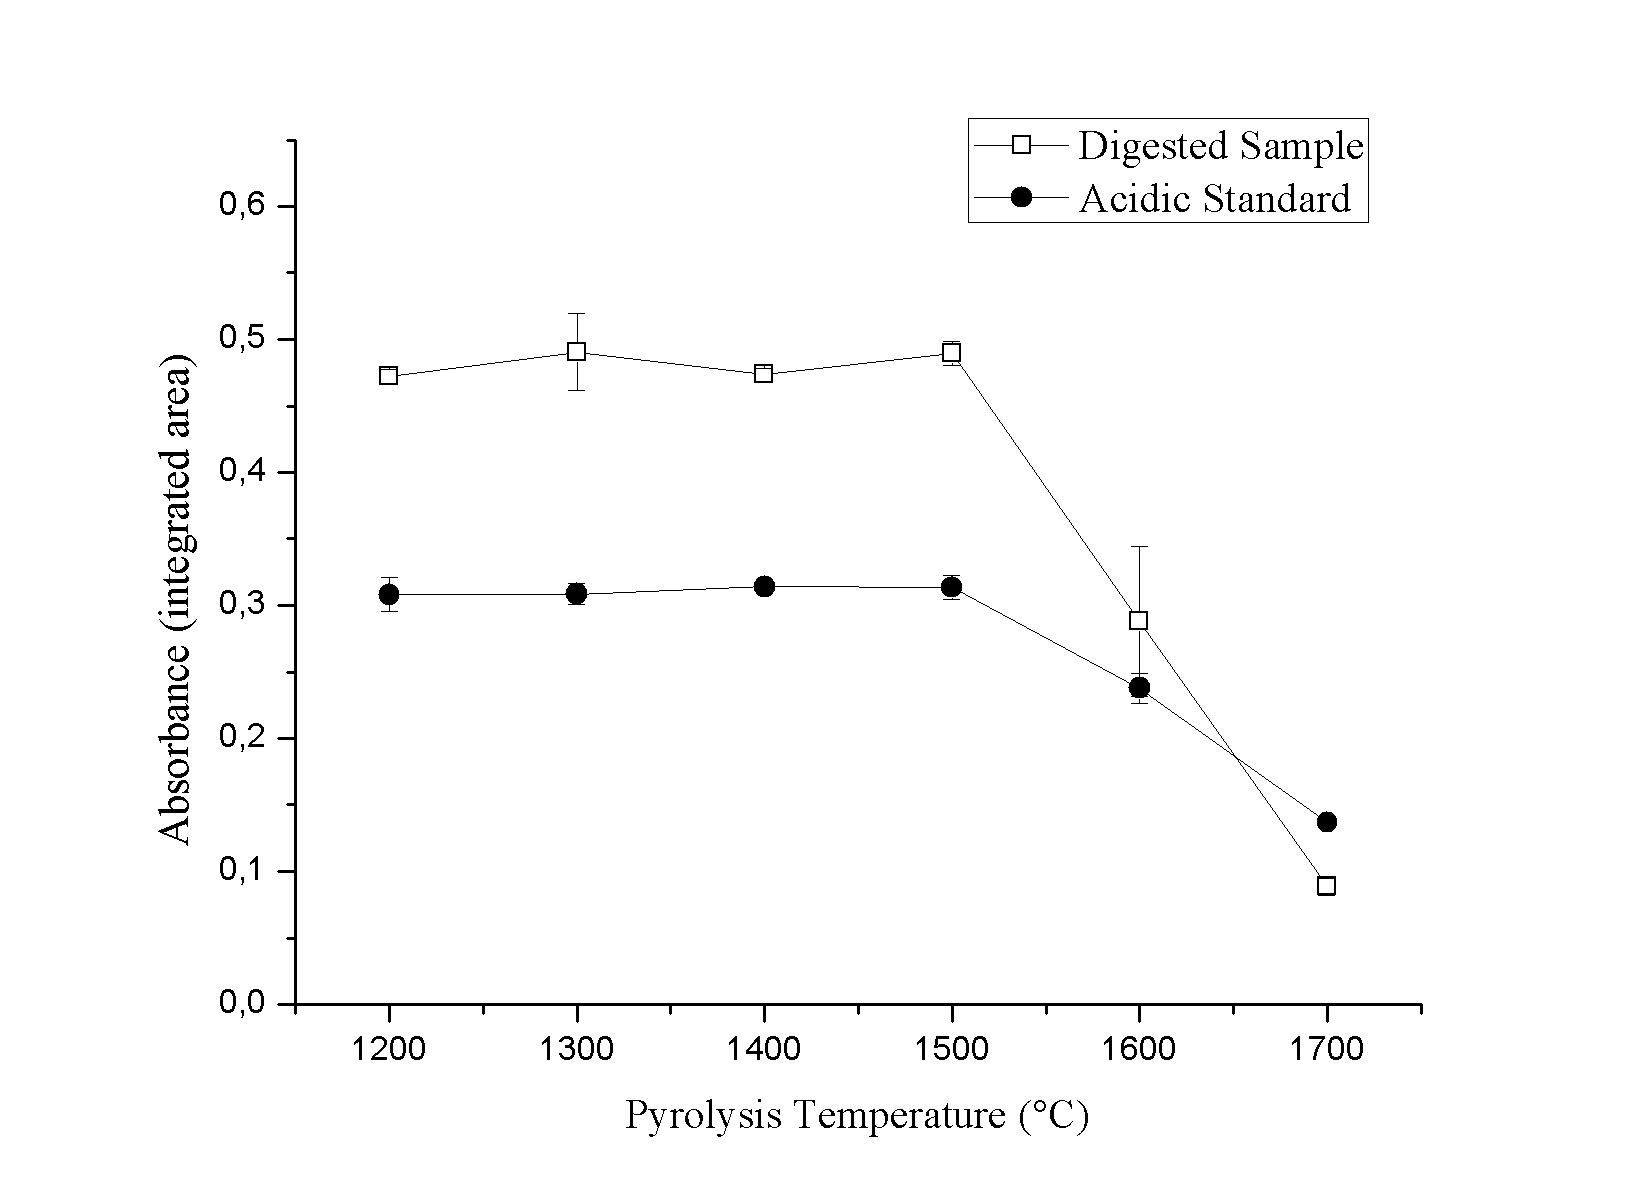 Digested Sample
Acidic Standard
0,6
0,5
0,4
0,3
0,2
0,1
0,0
Absorbance (integrated area)
1200 1300 1400 1500 1600 1700
Pyrolysis Temperature (°C)